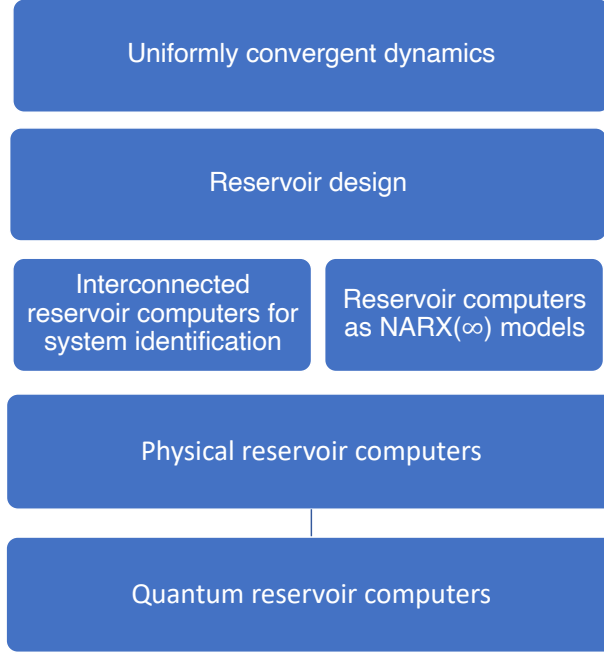 Uniformly convergent dynamics
Reservoir design
Interconnected
reservoir computers for
system identification
Reservoir computers
as NARX(∞) models
Physical reservoir computers
Quantum reservoir computers